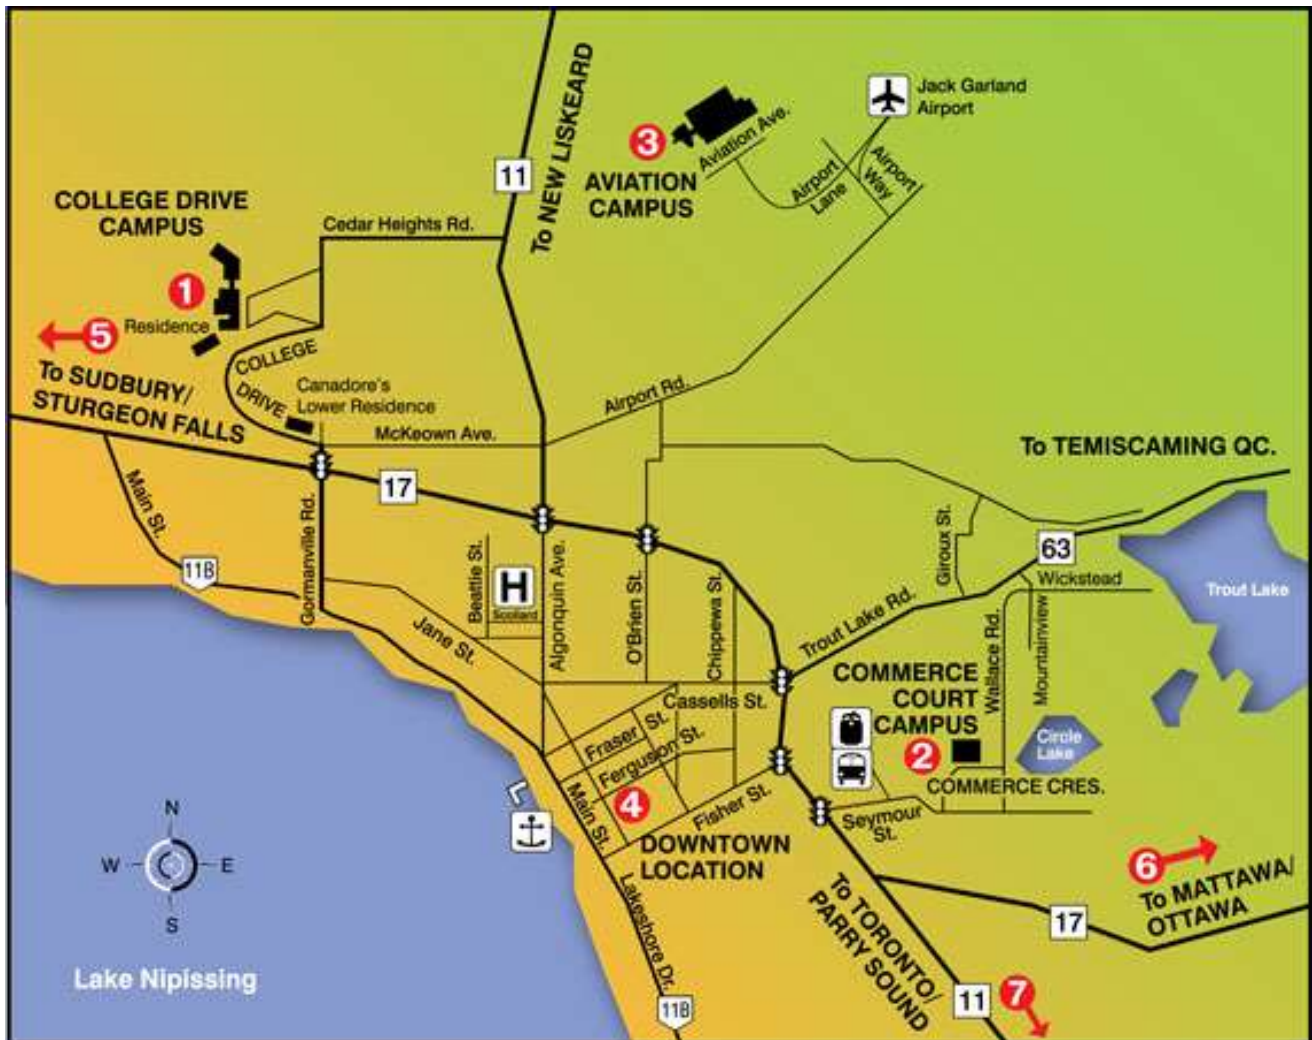 To NEW LISKEARD
11
3
AVIATION
CAMPUS
Aviation Ave.
Airport
Lane
Airport
Way
Jack Garland
Airport
COLLEGE DRIVE
CAMPUS
1
Residence
5
To SUDBURY/
STURGEON FALLS
Cedar Heights Rd.
COLLEGE
DRIVE
Canadore's
Lower Residence
McKeown Ave.
Airport Rd.
To TEMISCAMING QC.
17
Main St.
11B
Gormanville Rd.
Beattie St.
H
Scollard
Algonquin Ave.
O'Brien St.
Chippewa St.
Jane St.
Giroux St.
63
Wickstead
Trout Lake
Trout Lake Rd.
Wallace Rd.
Mountainview
COMMERCE
COURT
CAMPUS
2
Circle
Lake
COMMERCE CRES.
Cassells St.
Fraser St.
Ferguson St.
Main St.
4
Fisher St.
DOWNTOWN
LOCATION
Seymour
St.
6
To MATTAWA/
OTTAWA
17
To TORONTO/
PARRY SOUND
11
7
Lakeshore Dr.
11B
N
W
E
S
Lake Nipissing